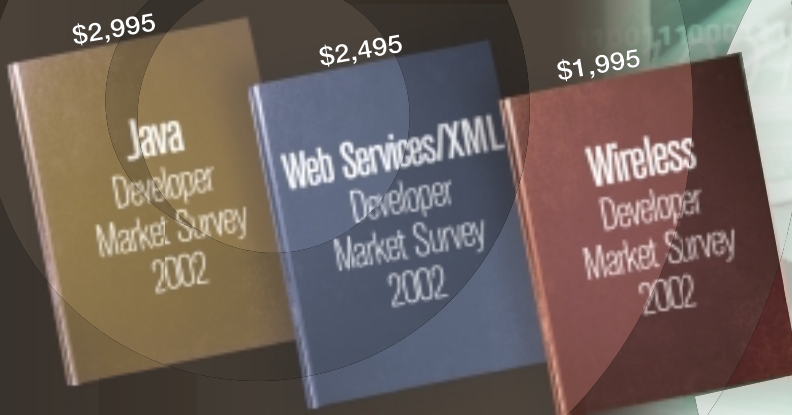 $2,995
Java
Developer
Market Survey
2002
$2,495
Web Services/XML
Developer
Market Survey
2002
$1,995
Wireless
Developer
Market Survey
2002